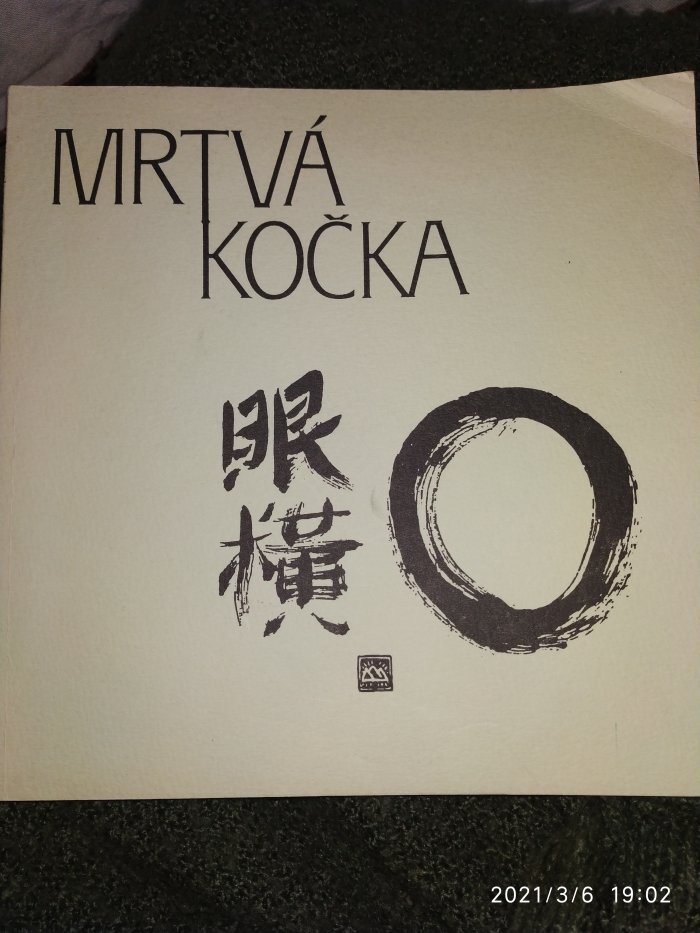 MRTVÁ
KOČKA
眼
横
2021/3/6 19:02